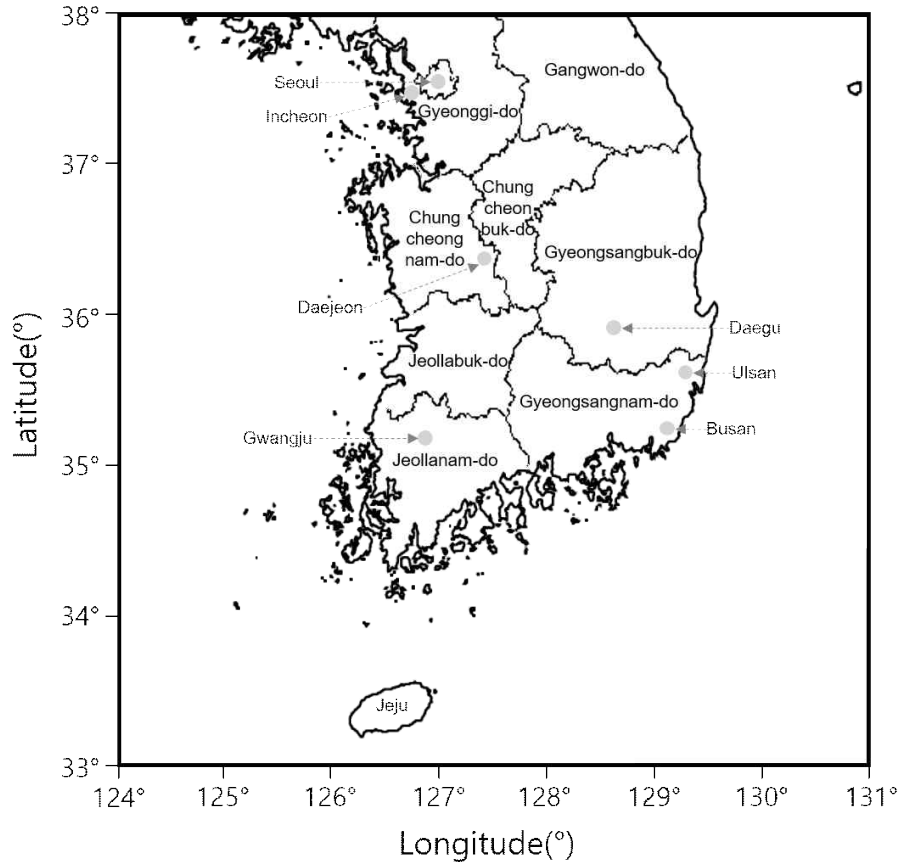 38°
Gangwon-do
Seoul
Incheon
Gyeonggi-do
37°
Chung
cheon
buk-do
Chung
cheong
nam-do
Gyeongsangbuk-do
Daejeon
36°
Daegu
Jeollabuk-do
Ulsan
Gyeongsangnam-do
Busan
Gwangju
Jeollanam-do
35°
Latitude(°)
34°
Jeju
33°
124°
125°
126°
127°
128°
129°
130°
131°
Longitude(°)